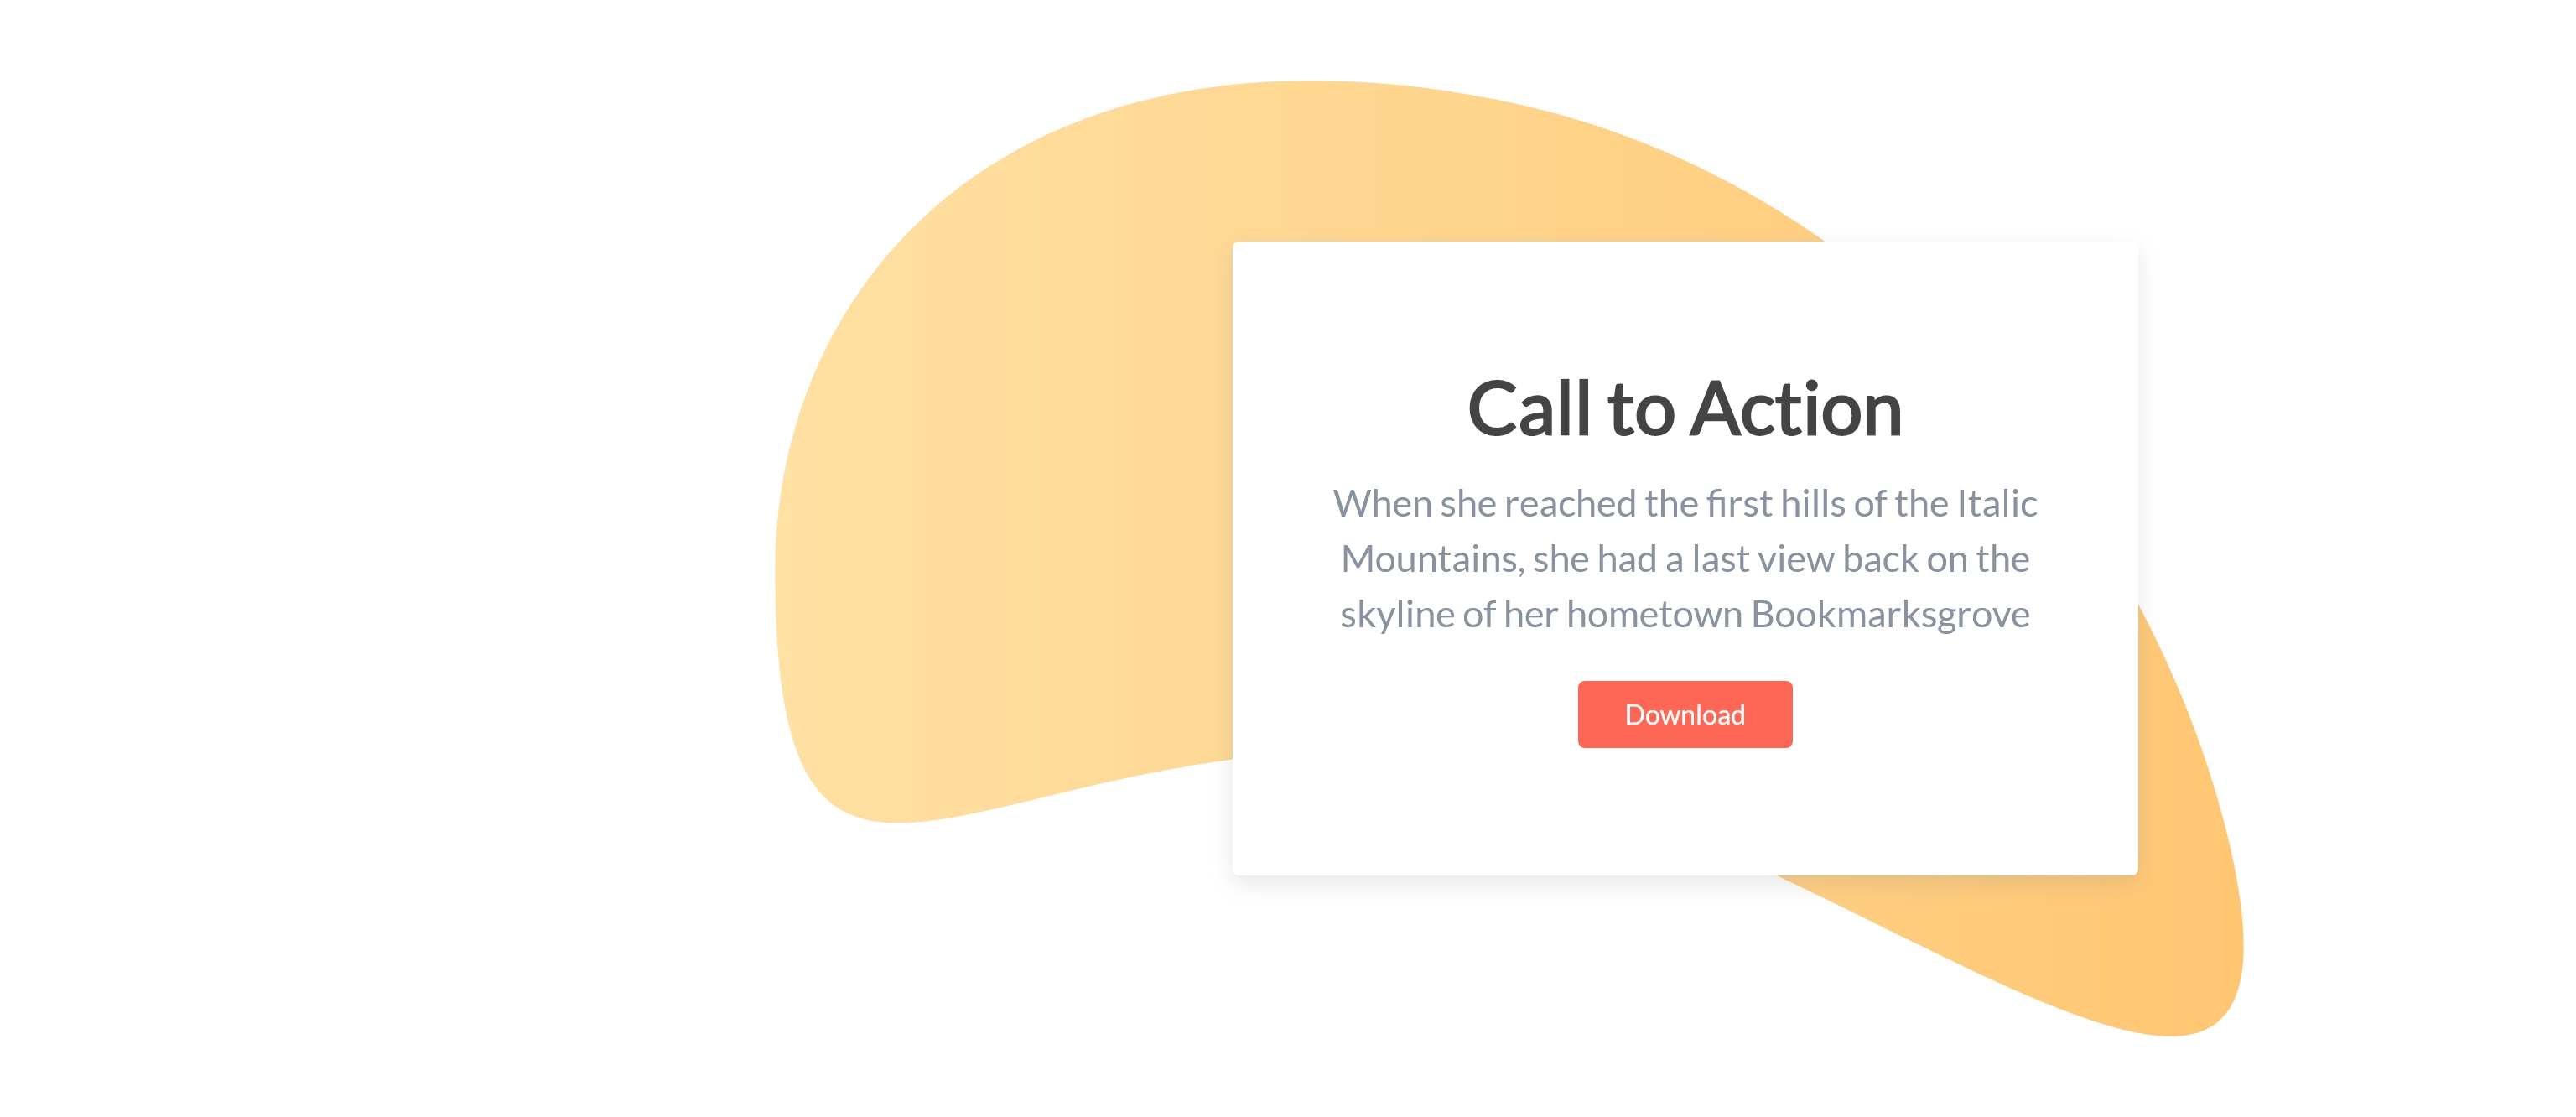 Call to Action
When she reached the first hills of the Italic
Mountains, she had a last view back on the
skyline of her hometown Bookmarksgrove
Download